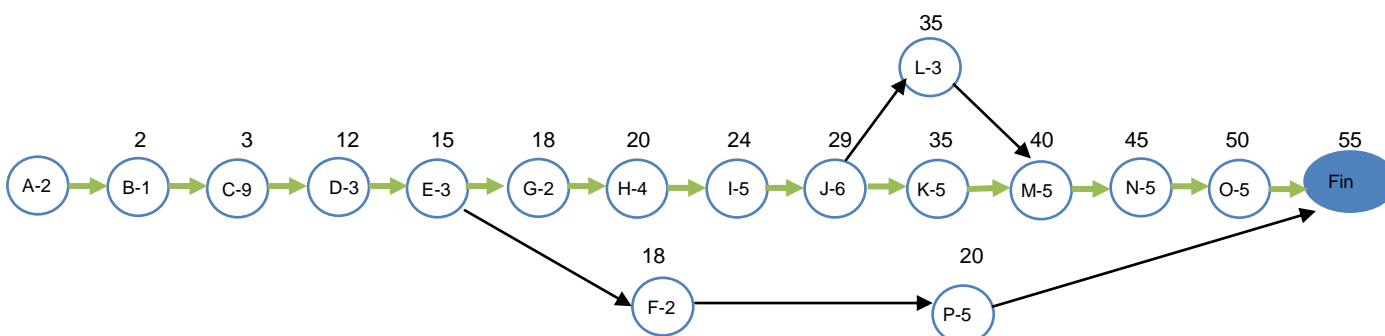 35
L-3
2 3 12 15 18 20 24 29 35 40 45 50 55
A-2 B-1 C-9 D-3 E-3 G-2 H-4 I-5 J-6 K-5 M-5 N-5 O-5 Fin
18 20
F-2 P-5